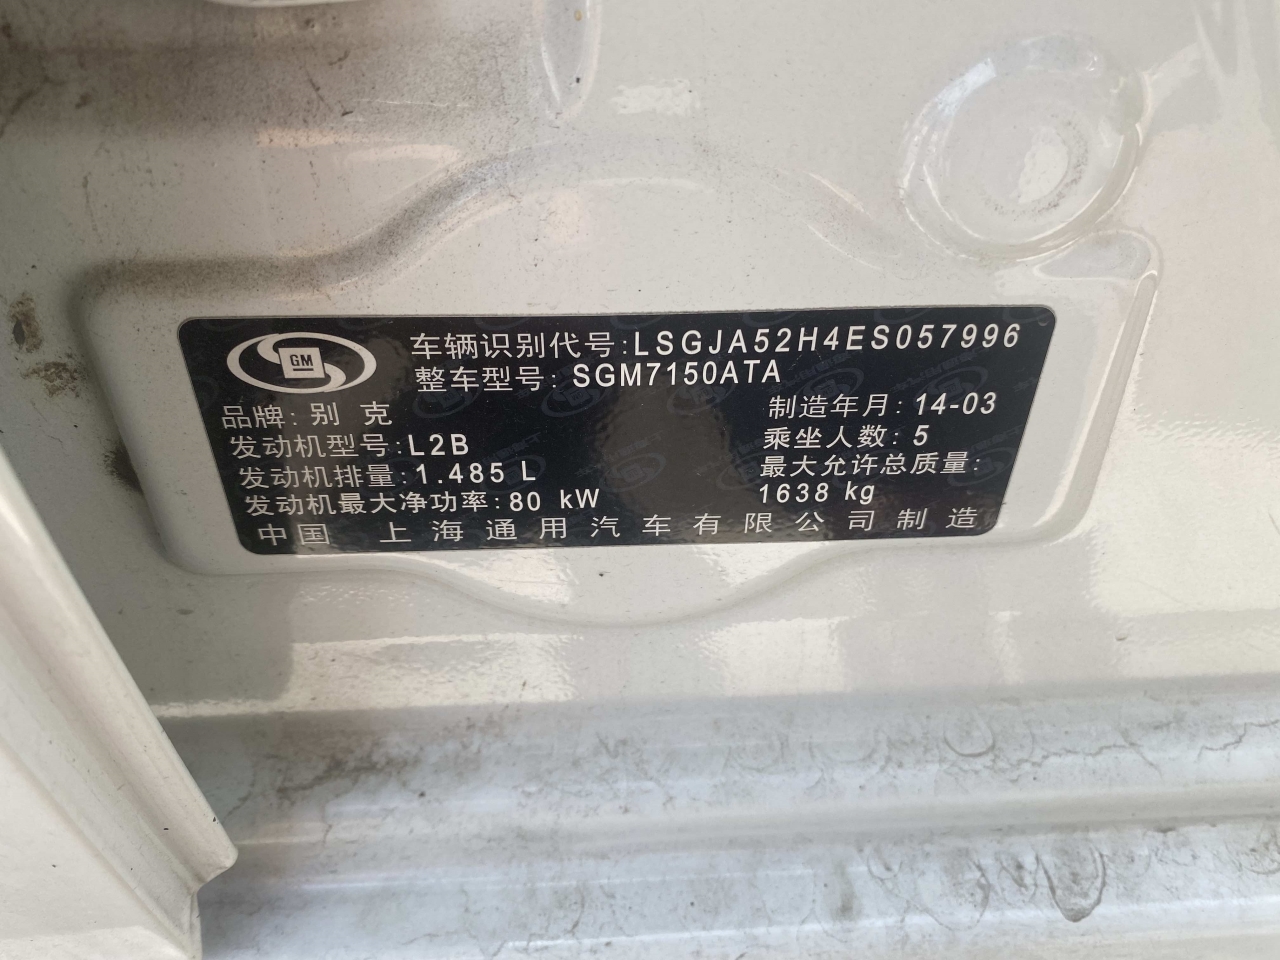 GM
车辆识别代号:LSGJA52H4ES057996
整车型号: SGM7150ATA
品牌: 别 克
制造年月: 14-03
发动机型号: L2B
乘坐人数: 5
发动机排量: 1.485 L
最大允许总质量:
发动机最大净功率: 80 kW
1638 kg
中国 上海通用汽车有限公司制造